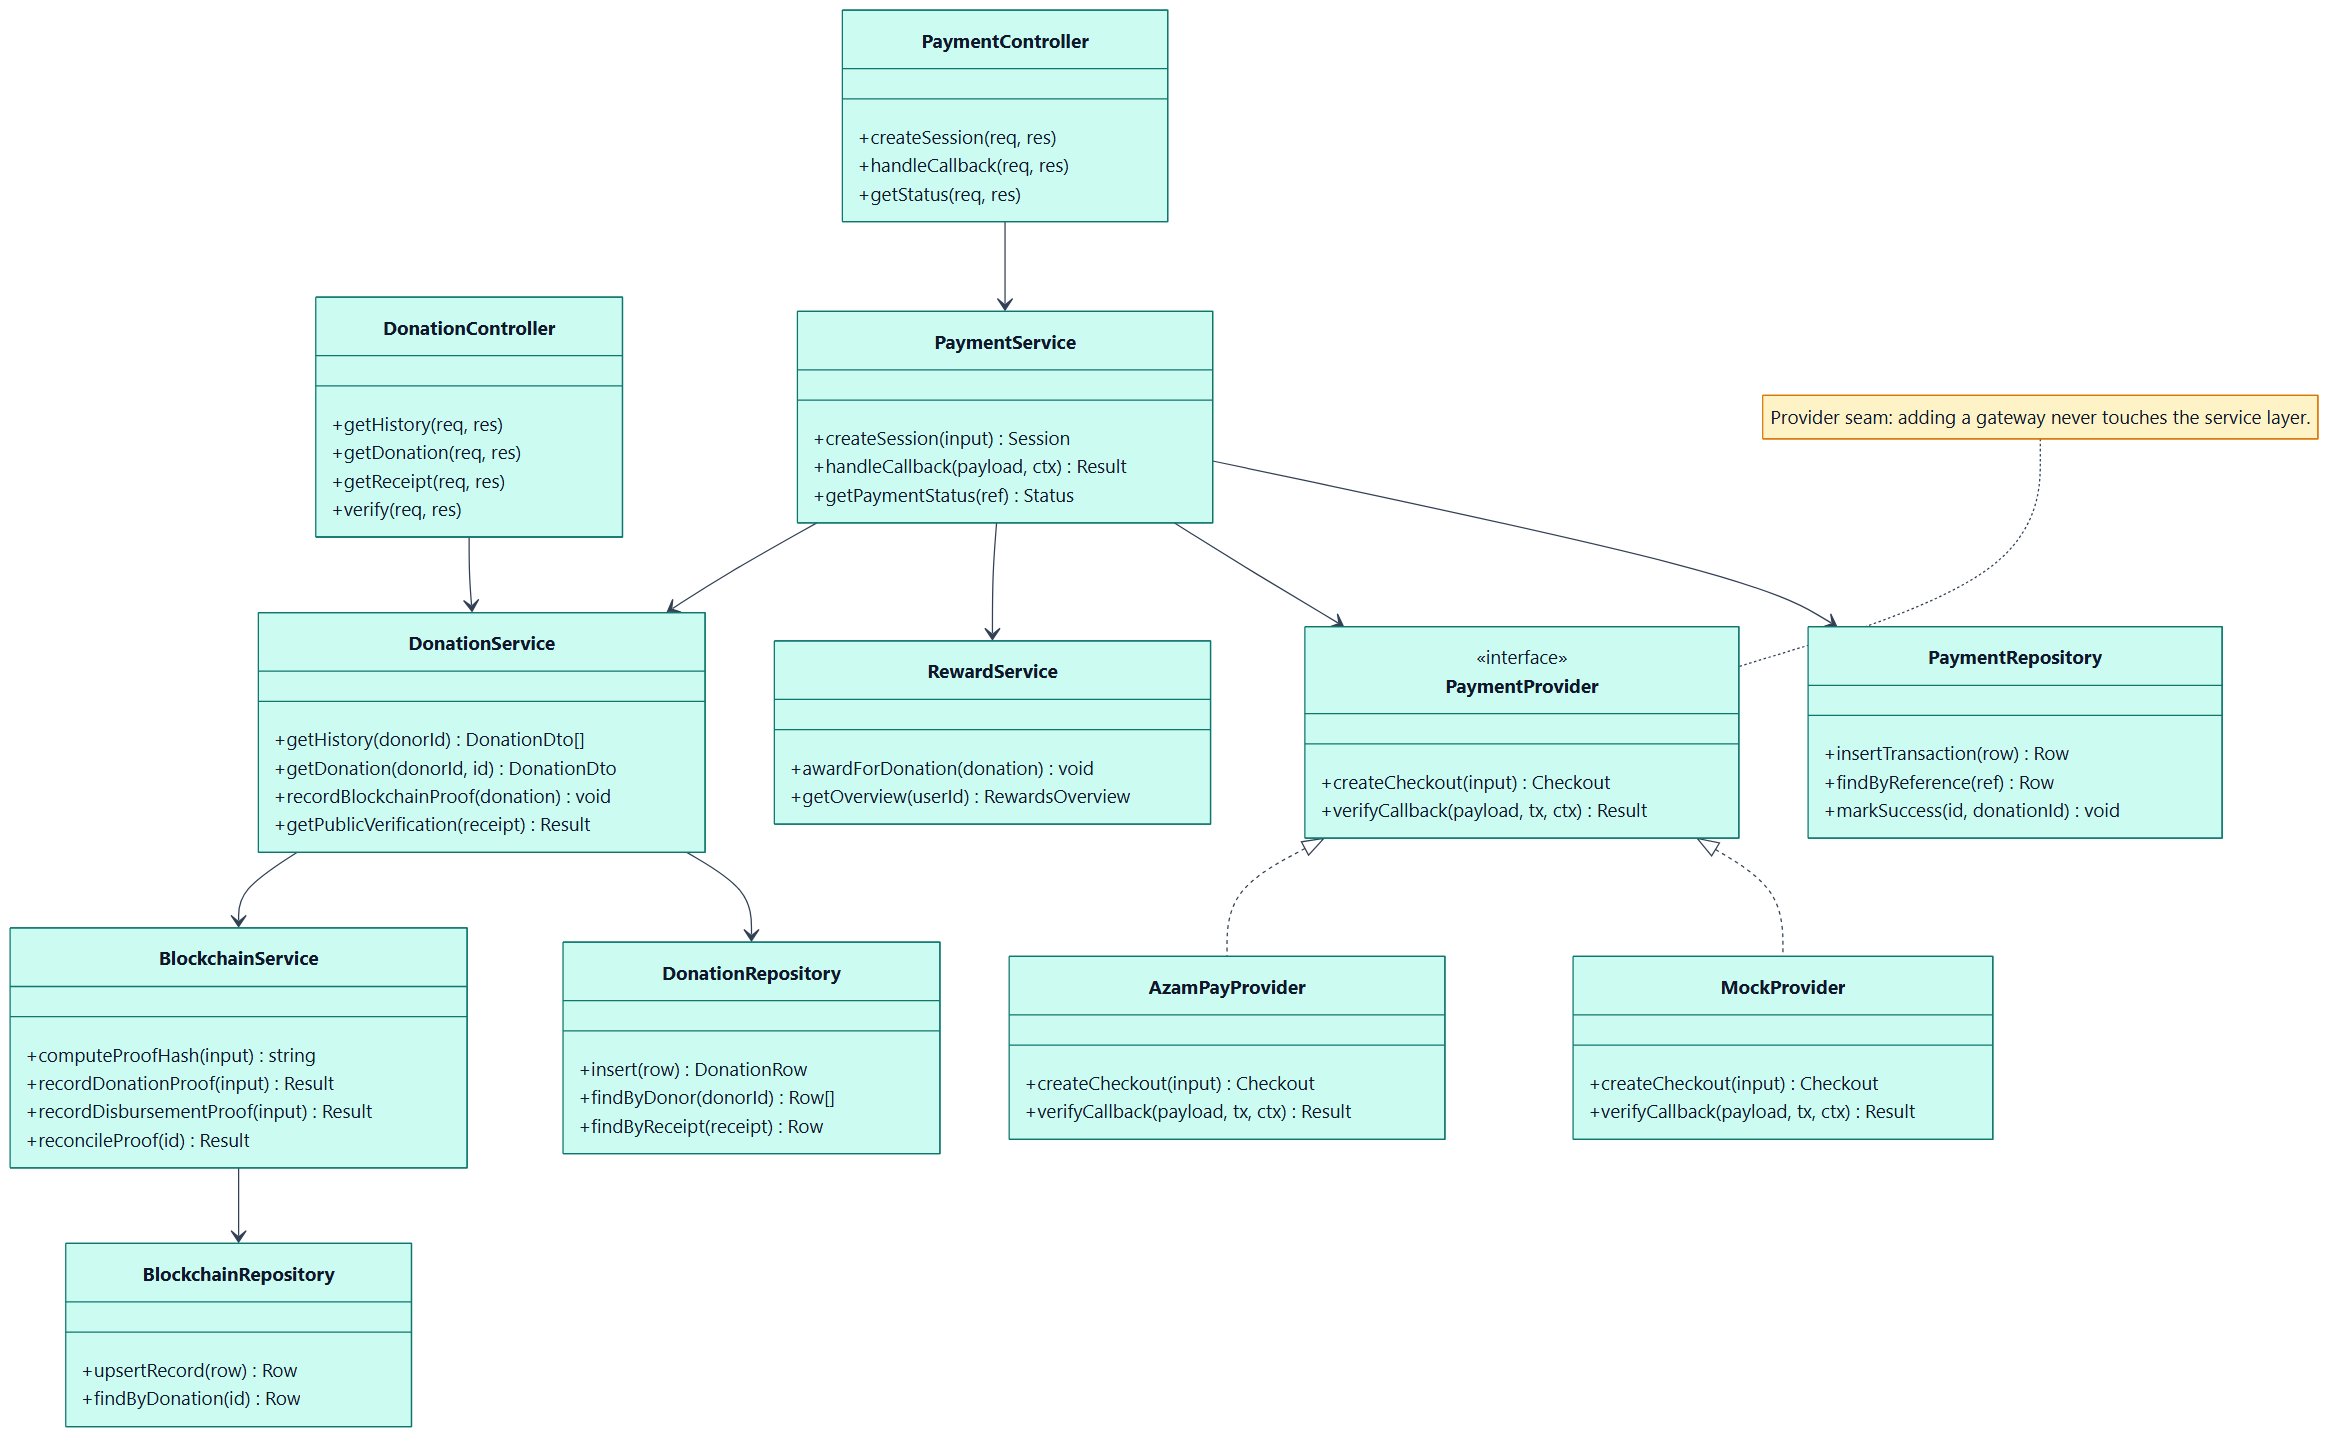 PaymentController
+createSession(req, res)
+handleCallback(req, res)
+getStatus(req, res)
DonationController
+getHistory(req, res)
+getDonation(req, res)
+getReceipt(req, res)
+verify(req, res)
PaymentService
+createSession(input) : Session
+handleCallback(payload, ctx) : Result
+getPaymentStatus(ref) : Status
Provider seam: adding a gateway never touches the service layer.
DonationService
+getHistory(donorId) : DonationDto[]
+getDonation(donorId, id) : DonationDto
+recordBlockchainProof(donation) : void
+getPublicVerification(receipt) : Result
RewardService
+awardForDonation(donation) : void
+getOverview(userId) : RewardsOverview
«interface»
PaymentProvider
+createCheckout(input) : Checkout
+verifyCallback(payload, tx, ctx) : Result
PaymentRepository
+insertTransaction(row) : Row
+findByReference(ref) : Row
+markSuccess(id, donationId) : void
BlockchainService
+computeProofHash(input) : string
+recordDonationProof(input) : Result
+recordDisbursementProof(input) : Result
+reconcileProof(id) : Result
DonationRepository
+insert(row) : DonationRow
+findByDonor(donorId) : Row[]
+findByReceipt(receipt) : Row
AzamPayProvider
+createCheckout(input) : Checkout
+verifyCallback(payload, tx, ctx) : Result
MockProvider
+createCheckout(input) : Checkout
+verifyCallback(payload, tx, ctx) : Result
BlockchainRepository
+upsertRecord(row) : Row
+findByDonation(id) : Row